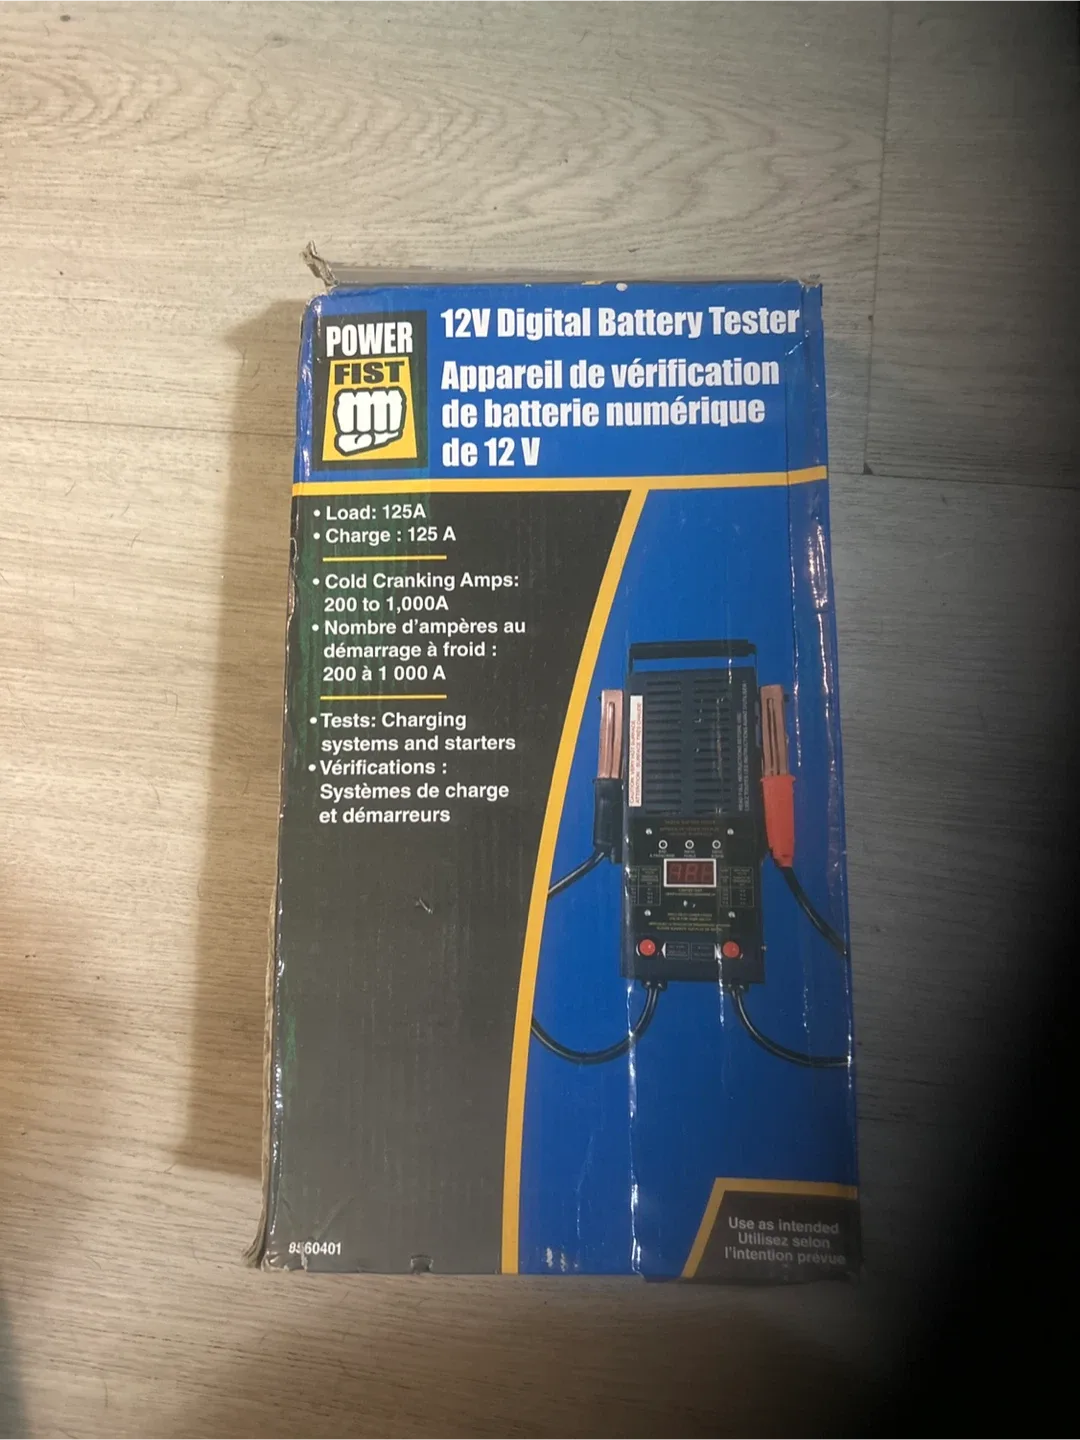 POWER
FIST
12V Digital Battery Tester
Appareil de vérification
de batterie numérique
de 12 V
• Load: 125A
• Charge : 125 A
• Cold Cranking Amps:
200 to 1,000A
• Nombre d'ampères au
démarrage à froid :
200 à 1 000 A
• Tests: Charging
systems and starters
• Vérifications :
Systèmes de charge
et démarreurs
8560401
Use as intended
Utilisez selon
l'intention prévue